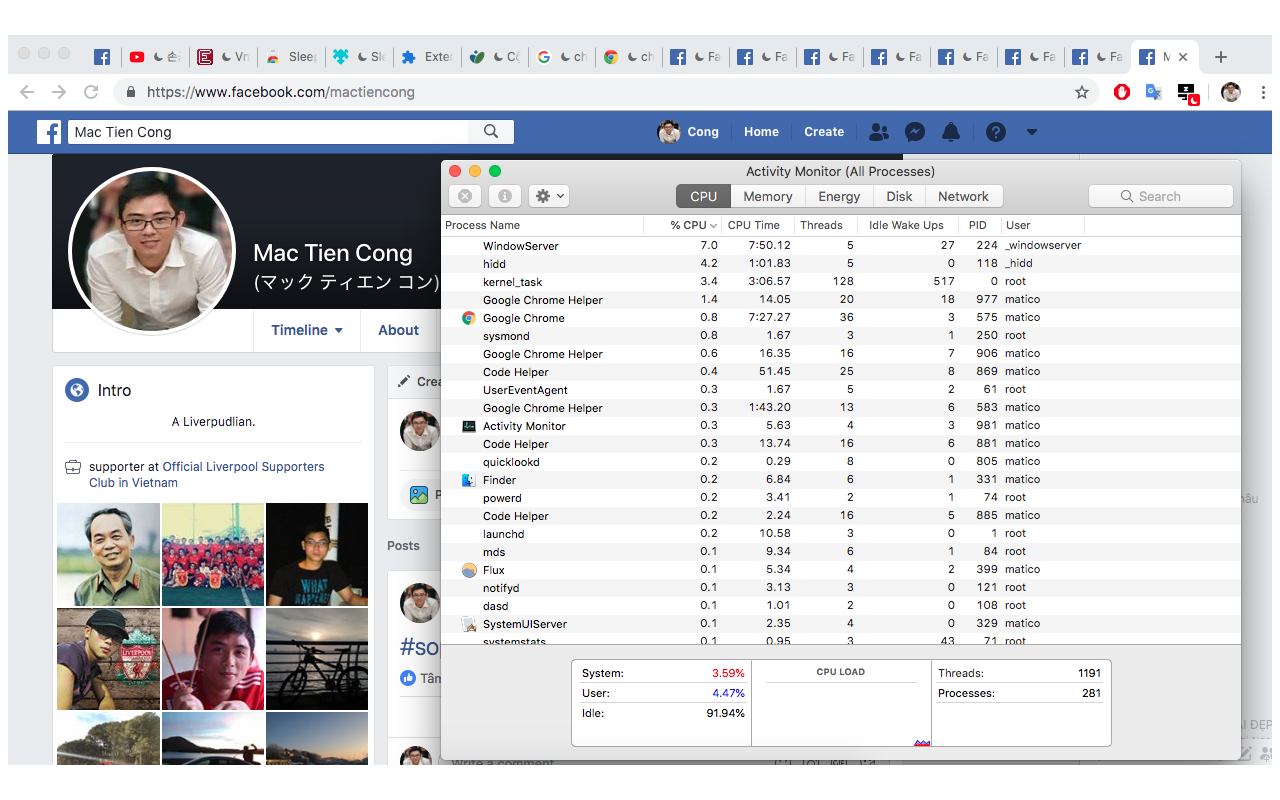 손
Vn
Sleep
Sle
Exter
Cộ
ch
ch
Fa
Fa
Fa
Fa
Fa
Fa
Fa
M
https://www.facebook.com/mactiencong
Mac Tien Cong
Cong Home Create
Mac Tien Cong
(マック ティエン コン)
Timeline About
Intro
A Liverpudlian.
supporter at Official Liverpool Supporters
Club in Vietnam
WHAT
Crea
P
Posts
#so
Tâm
Write a comment
Activity Monitor (All Processes)
CPU Memory Energy Disk Network
Search
Process Name % CPU CPU Time Threads Idle Wake Ups PID User
WindowServer 7.0 7:50.12 5 27 224 _windowserver
hidd 4.2 1:01.83 5 0 118 _hidd
kernel_task 3.4 3:06.57 128 517 0 root
Google Chrome Helper 1.4 14.05 20 18 977 matico
Google Chrome 0.8 7:27.27 36 3 575 matico
sysmond 0.8 1.67 3 1 250 root
Google Chrome Helper 0.6 16.35 16 7 906 matico
Code Helper 0.4 51.45 25 8 869 matico
UserEventAgent 0.3 1.67 5 2 61 root
Google Chrome Helper 0.3 1:43.20 13 6 583 matico
Activity Monitor 0.3 5.63 4 3 981 matico
Code Helper 0.3 13.74 16 6 881 matico
quicklookd 0.2 0.29 8 0 805 matico
Finder 0.2 6.84 6 1 331 matico
powerd 0.2 3.41 2 1 74 root
Code Helper 0.2 2.24 16 5 885 matico
launchd 0.2 10.58 3 0 1 root
mds 0.1 9.34 6 1 84 root
Flux 0.1 5.34 4 2 399 matico
notifyd 0.1 3.13 3 0 121 root
dasd 0.1 1.01 2 0 108 root
SystemUIServer 0.1 2.35 4 0 329 matico
systemstats 0.1 0.95 3 43 71 root
System: 3.59%
User: 4.47%
Idle: 91.94%
CPU LOAD
Threads: 1191
Processes: 281